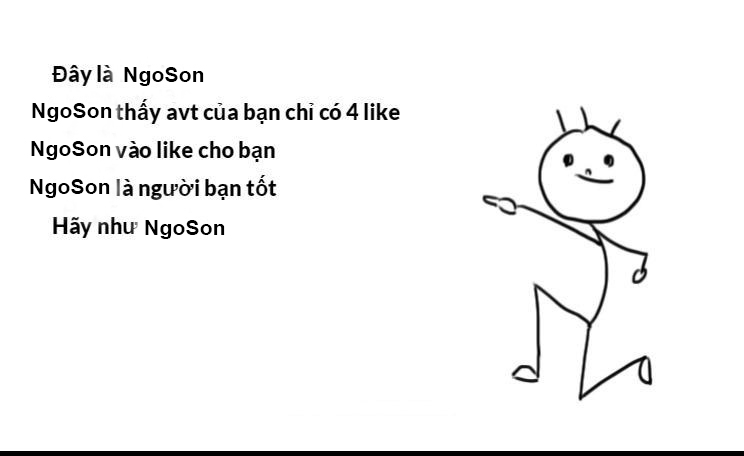 Đây là NgoSon
NgoSon thấy avt của bạn chỉ có 4 like
NgoSon vào like cho bạn
NgoSon là người bạn tốt
Hãy như NgoSon